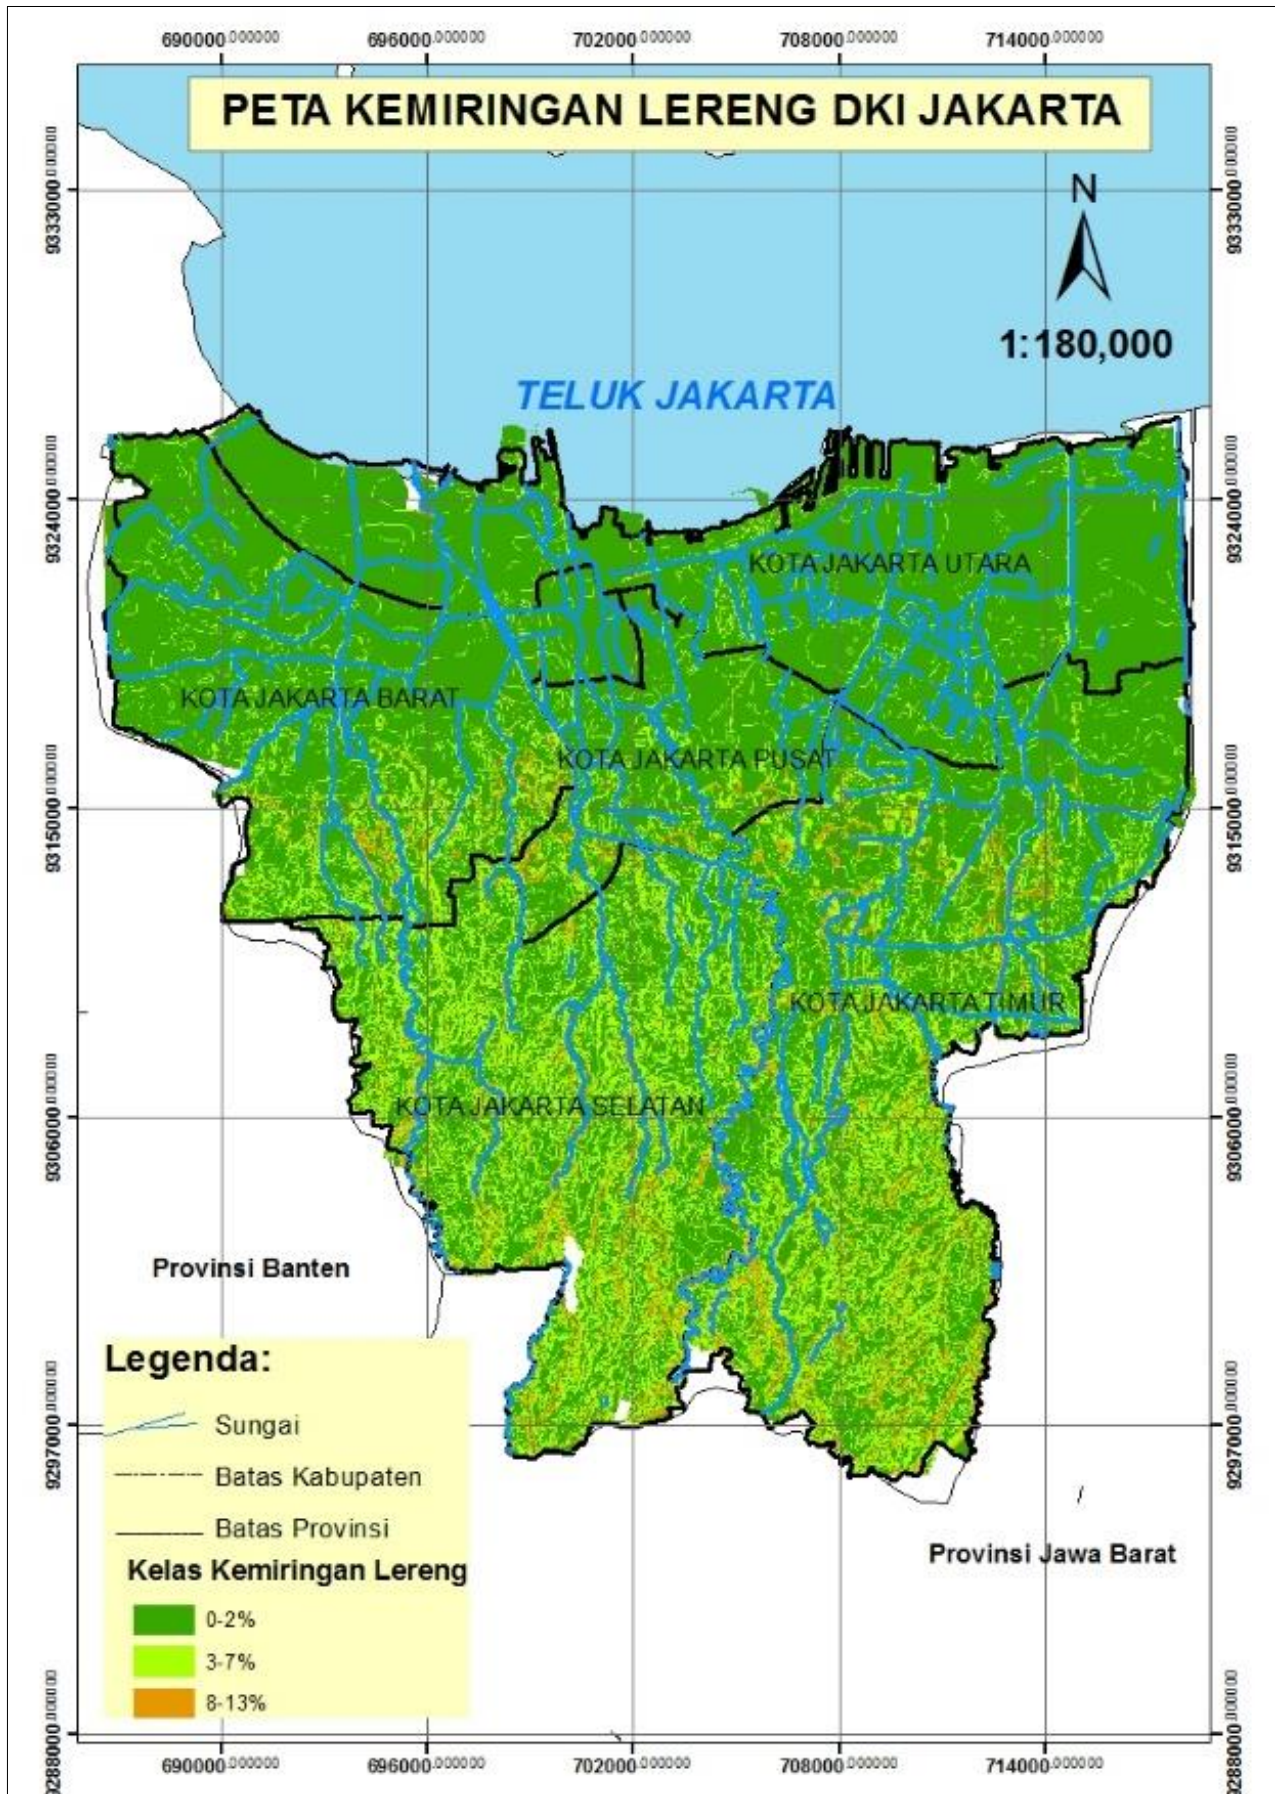 690000.000000 696000.000000 702000.000000 708000.000000 714000.000000
PETA KEMIRINGAN LERENG DKI JAKARTA
9333000.000000 9333000.000000
N
1:180,000
TELUK JAKARTA
9324000.000000 9324000.000000
KOTA JAKARTA UTARA
KOTA JAKARTA BARAT
KOTA JAKARTA PUSAT
9315000.000000 9315000.000000
KOTA JAKARTA TIMUR
KOTA JAKARTA SELATAN
9306000.000000 9306000.000000
Provinsi Banten
Legenda:
Sungai
9297000.000000 9297000.000000
Batas Kabupaten
Batas Provinsi
Provinsi Jawa Barat
Kelas Kemiringan Lereng
0-2%
3-7%
8-13%
9288000.000000 9288000.000000
690000.000000 696000.000000 702000.000000 708000.000000 714000.000000